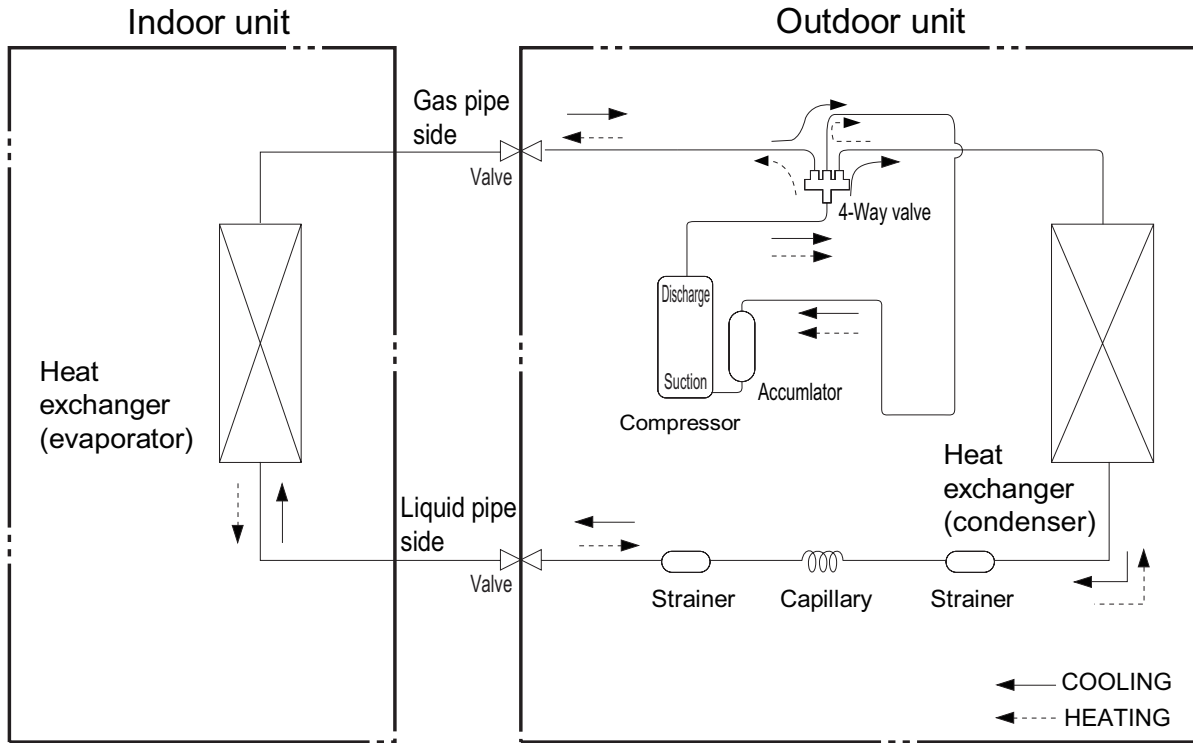 Indoor unit
Outdoor unit
Gas pipe
side
Valve
4-Way valve
Discharge
Suction
Compressor
Accumlator
Heat
exchanger
(evaporator)
Heat
exchanger
(condenser)
Liquid pipe
side
Valve
Strainer
Capillary
Strainer
COOLING
HEATING